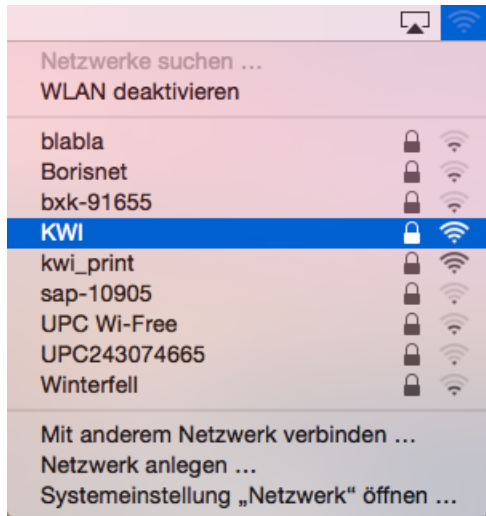 Netzwerke suchen ...
WLAN deaktivieren
blabla
Borisnet
bxk-91655
KWI
kwi_print
sap-10905
UPC Wi-Free
UPC243074665
Winterfell
Mit anderem Netzwerk verbinden ...
Netzwerk anlegen ...
Systemeinstellung „Netzwerk“ öffnen ...